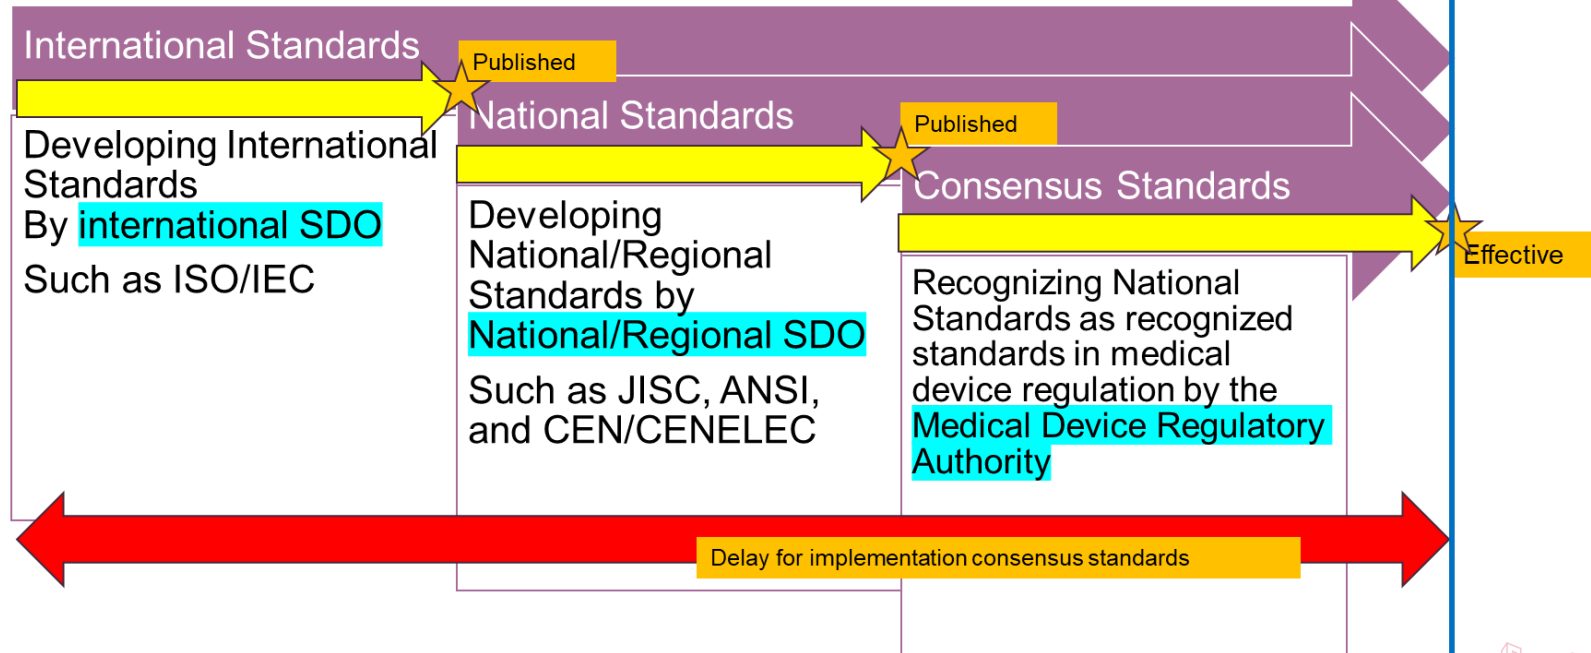 International Standards
Published
Developing International
Standards
By international SDO
Such as ISO/IEC
National Standards
Published
Developing
National/Regional
Standards by
National/Regional SDO
Such as JISC, ANSI,
and CEN/CENELEC
Consensus Standards
Effective
Recognizing National
Standards as recognized
standards in medical
device regulation by the
Medical Device Regulatory
Authority
Delay for implementation consensus standards